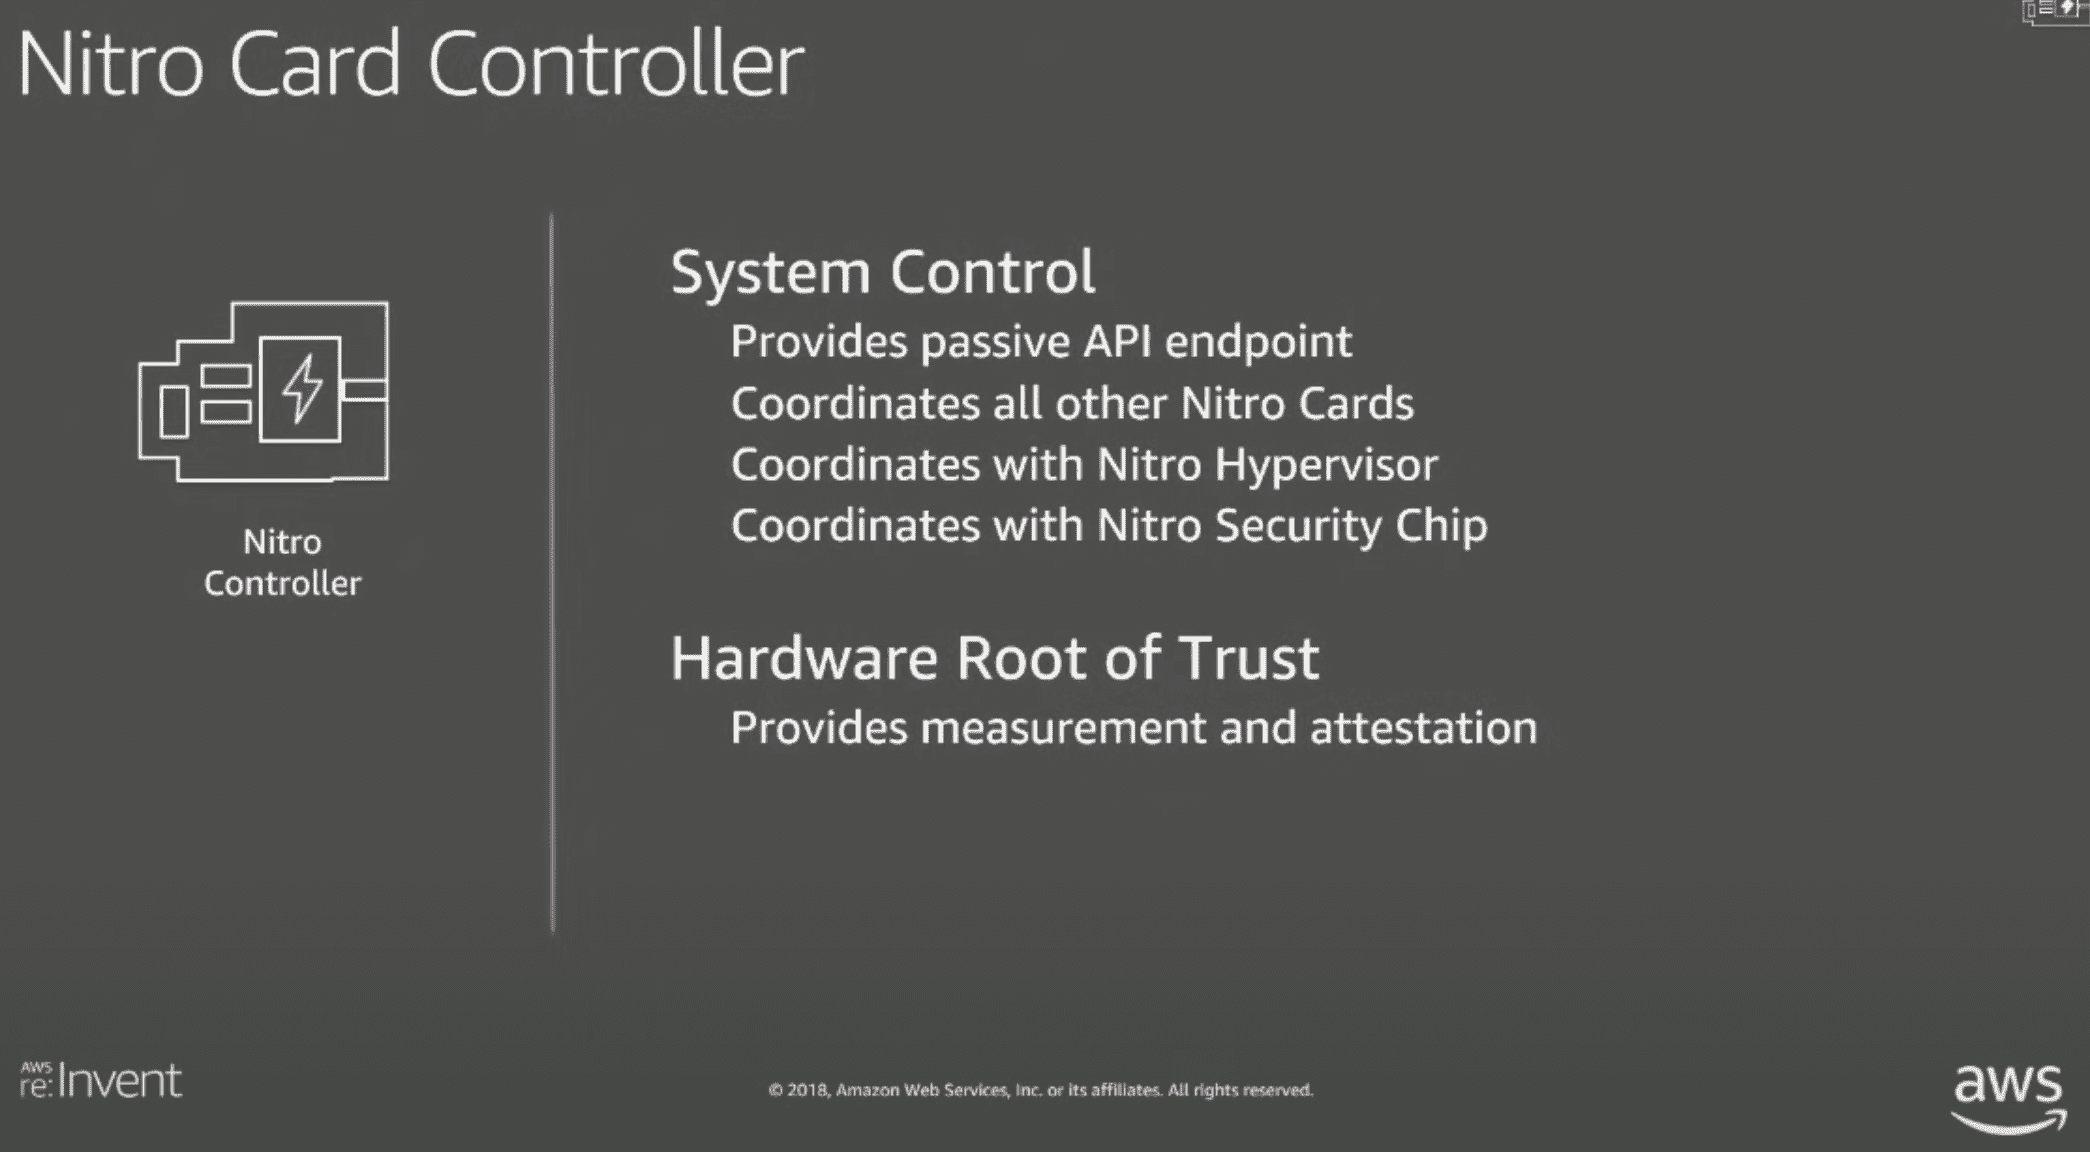 Nitro Card Controller
System Control
Provides passive API endpoint
Coordinates all other Nitro Cards
Coordinates with Nitro Hypervisor
Coordinates with Nitro Security Chip
Nitro
Controller
Hardware Root of Trust
Provides measurement and attestation
AWS
re:Invent
© 2018, Amazon Web Services, Inc. or its affiliates. All rights reserved.
aws